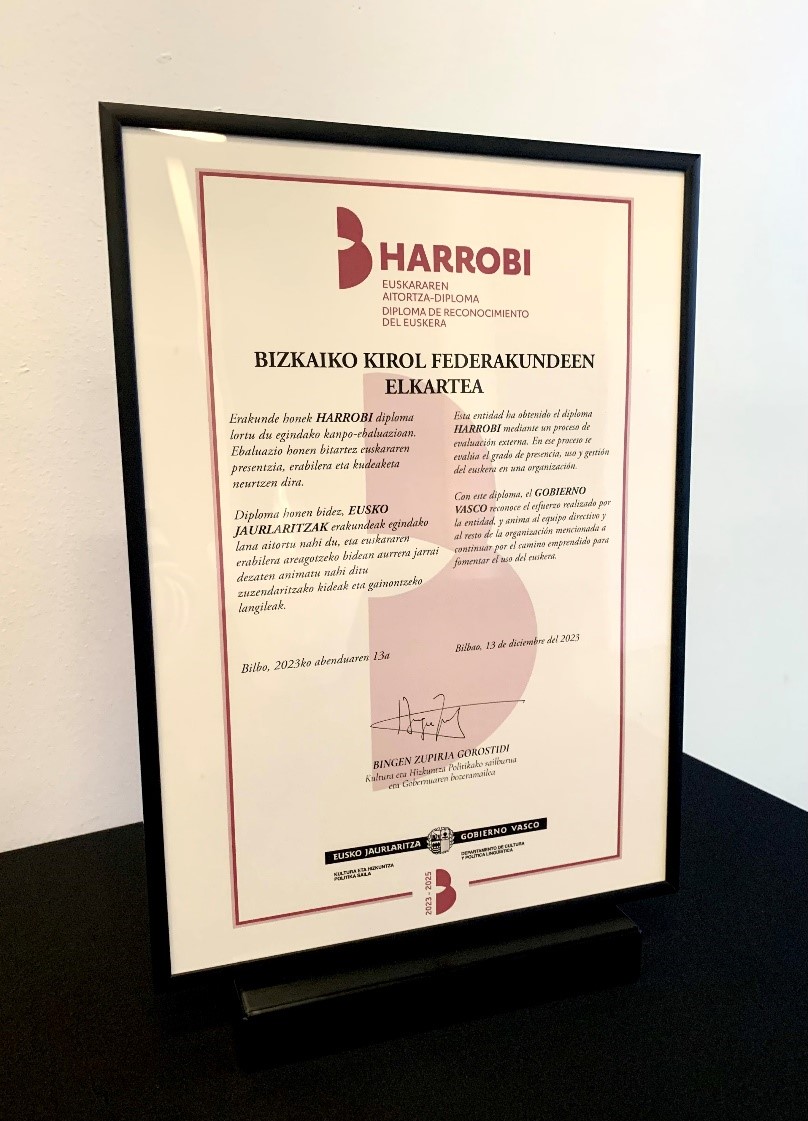 HARROBI
EUSKARAREN
AITORTZA-DIPLOMA
DIPLOMA DE RECONOCIMIENTO
DEL EUSKERA
BIZKAIKO KIROL FEDERAKUNDEEN
ELKARTEA
Erakunde honek HARROBI diploma
lortu du egindako kanpo-ebaluazioan.
Ebaluazio honen bitartez euskararen
presentzia, erabilera eta kudeaketa
neurtzen dira.
Diploma honen bidez, EUSKO
JAURLARITZAK erakundeak egindako
lana aitortu nahi du, eta euskararen
erabilera areagotzeko bidean aurrera jarrai
dezaten animatu nahi ditu
zuzendaritzako kideak eta gainontzeko
langileak.
Bilbo, 2023ko abenduaren 13a
Esta entidad ha obtenido el diploma
HARROBI mediante un proceso de
evaluación externa. En ese proceso se
evalúa el grado de presencia, uso y gestión
del euskera en una organización.
Con este diploma, el GOBIERNO
VASCO reconoce el esfuerzo realizado por
la entidad, y anima al equipo directivo y
al resto de la organización mencionada a
continuar por el camino emprendido para
fomentar el uso del euskera.
Bilbao, 13 de diciembre del 2023
BINGEN ZUPIRIA GOROSTIDI
Kultura eta Hizkuntza Politikako sailburua
eta Gobernuaren bozeramailea
EUSKO JAURLARITZA
GOBIERNO VASCO
KULTURA ETA HIZKUNTZA
POLITIKA SAILA
DEPARTAMENTO DE CULTURA
Y POLÍTICA LINGÜÍSTICA
2023 - 2025